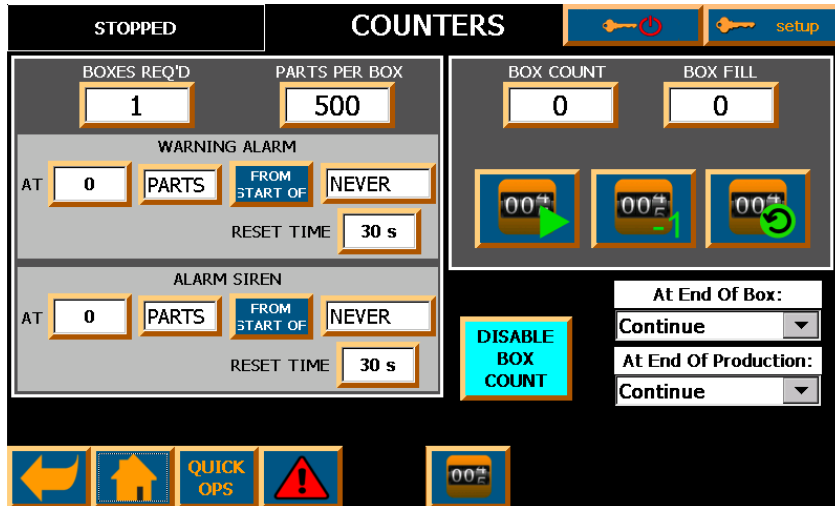 STOPPED
COUNTERS
setup
BOXES REQ'D
PARTS PER BOX
1
500
WARNING ALARM
AT
0
PARTS
FROM
START OF
NEVER
RESET TIME
30 s
ALARM SIREN
AT
0
PARTS
FROM
START OF
NEVER
RESET TIME
30 s
BOX COUNT
BOX FILL
0
0
-1
DISABLE
BOX
COUNT
At End Of Box:
Continue
At End Of Production:
Continue
QUICK
OPS